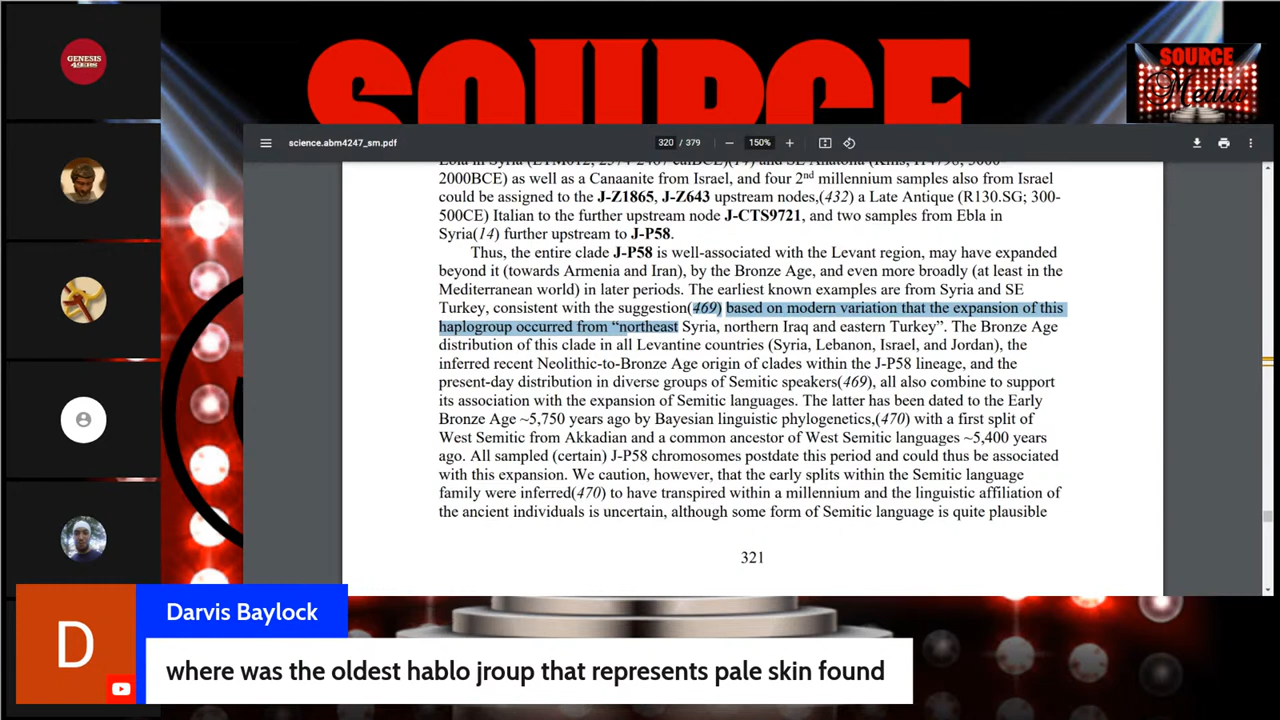 SOURCE
GENESIS
49ERS
SOURCE
Media
science.abm4247_sm.pdf
320 / 379
150%
2000BCE) as well as a Canaanite from Israel, and four 2nd millennium samples also from Israel
could be assigned to the J-Z1865, J-Z643 upstream nodes,(432) a Late Antique (R130.SG; 300-
500CE) Italian to the further upstream node J-CTS9721, and two samples from Ebla in
Syria(14) further upstream to J-P58.
Thus, the entire clade J-P58 is well-associated with the Levant region, may have expanded
beyond it (towards Armenia and Iran), by the Bronze Age, and even more broadly (at least in the
Mediterranean world) in later periods. The earliest known examples are from Syria and SE
Turkey, consistent with the suggestion(469) based on modern variation that the expansion of this
haplogroup occurred from “northeast Syria, northern Iraq and eastern Turkey”. The Bronze Age
distribution of this clade in all Levantine countries (Syria, Lebanon, Israel, and Jordan), the
inferred recent Neolithic-to-Bronze Age origin of clades within the J-P58 lineage, and the
present-day distribution in diverse groups of Semitic speakers(469), all also combine to support
its association with the expansion of Semitic languages. The latter has been dated to the Early
Bronze Age ~5,750 years ago by Bayesian linguistic phylogenetics,(470) with a first split of
West Semitic from Akkadian and a common ancestor of West Semitic languages ~5,400 years
ago. All sampled (certain) J-P58 chromosomes postdate this period and could thus be associated
with this expansion. We caution, however, that the early splits within the Semitic language
family were inferred(470) to have transpired within a millennium and the linguistic affiliation of
the ancient individuals is uncertain, although some form of Semitic language is quite plausible
321
D
Darvis Baylock
where was the oldest hablo jroup that represents pale skin found